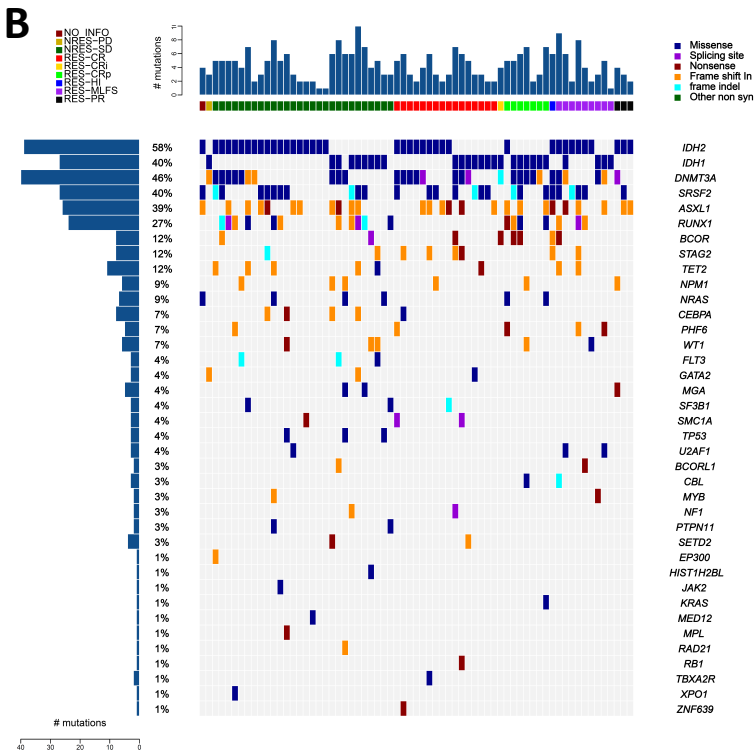 B
NO_INFO
NRES-PD
NRES-SD
RES-CR
RES-CRi
RES-CRp
RES-HI
RES-MLFS
RES-PR
# mutations
0
2
4
6
8
Missense
Splicing site
Nonsense
Frame shift In
frame indel
Other non syn
58% IDH2
40% IDH1
46% DNMT3A
40% SRSF2
39% ASXL1
27% RUNX1
12% BCOR
12% STAG2
12% TET2
9% NPM1
9% NRAS
7% CEBPA
7% PHF6
7% WT1
4% FLT3
4% GATA2
4% MGA
4% SF3B1
4% SMC1A
4% TP53
4% U2AF1
3% BCORL1
3% CBL
3% MYB
3% NF1
3% PTPN11
3% SETD2
1% EP300
1% HIST1H2BL
1% JAK2
1% KRAS
1% MED12
1% MPL
1% RAD21
1% RB1
1% TBXA2R
1% XPO1
1% ZNF639
# mutations
40 30 20 10 0